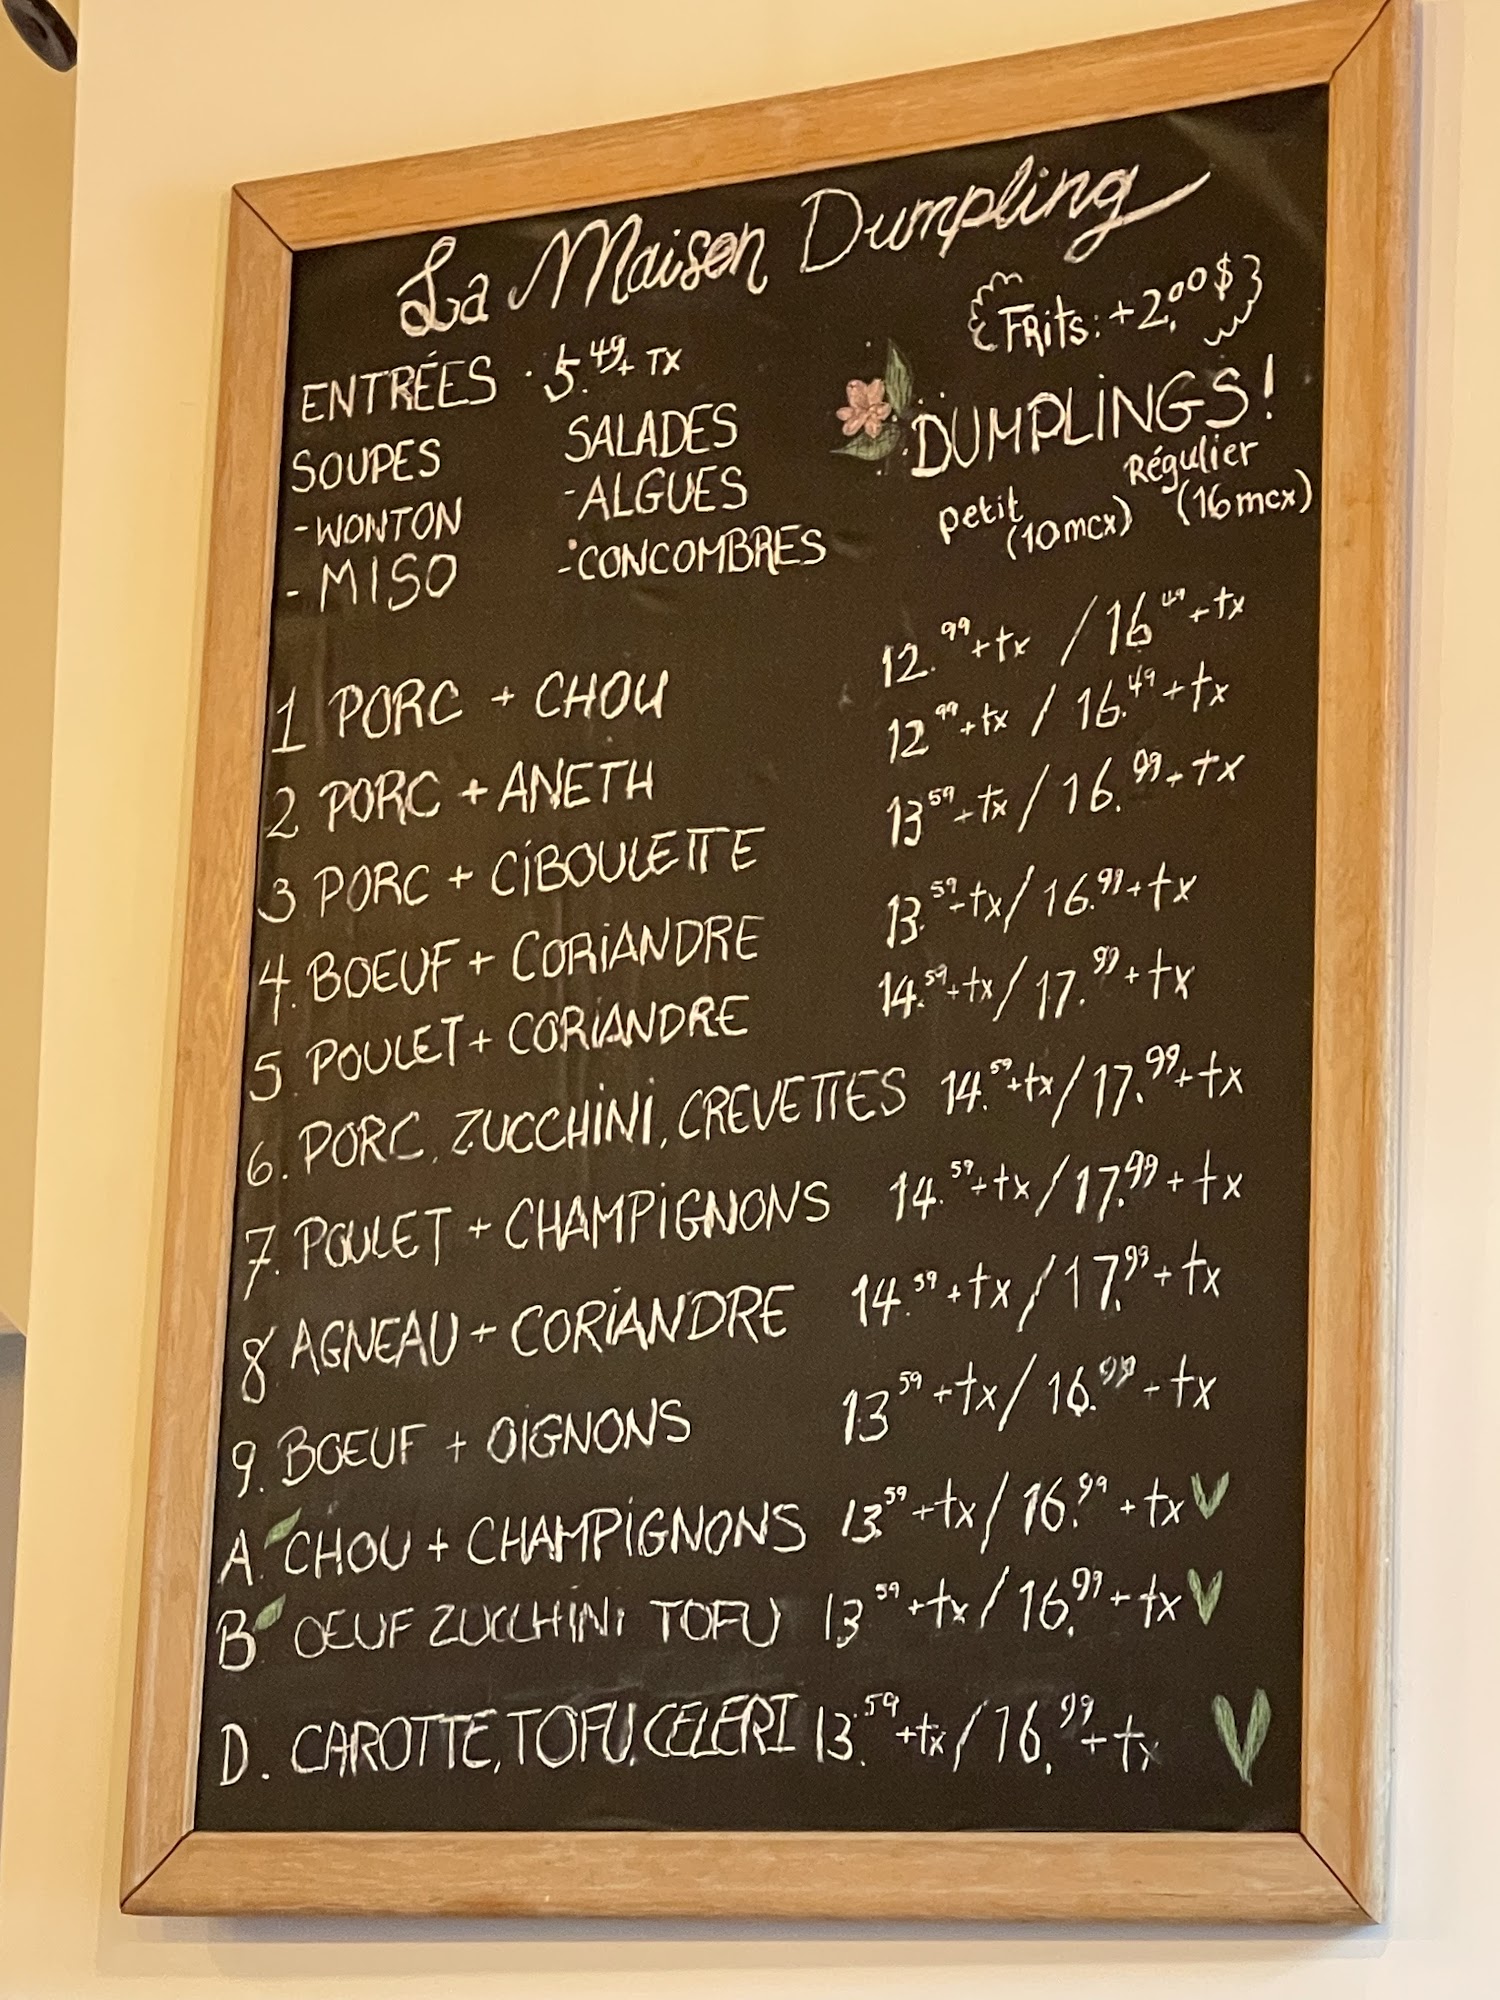 La Maison Dumpling
Frits: +2.00$
ENTRÉES · 5.49 + TX
DUMPLINGS!
petit (10mcx) Régulier (16mcx)
SOUPES
- WONTON
- MISO
SALADES
- ALGUES
- CONCOMBRES
1 PORC + CHOU 12.99 + tx / 16 49 + tx
2 PORC + ANETH 12 99 + tx / 16.49 + tx
3 PORC + CIBOULETTE 13 59 + tx / 16.99 + tx
4. BOEUF + CORIANDRE 13.59 + tx / 16.99 + tx
5. POULET + CORIANDRE 14.59 + tx / 17.99 + tx
6. PORC, ZUCCHINI, CREVETTES 14.59 + tx / 17.99 + tx
7. POULET + CHAMPIGNONS 14.59 + tx / 17.99 + tx
8 AGNEAU + CORIANDRE 14.59 + tx / 17.99 + tx
9. BOEUF + OIGNONS 13 59 + tx / 16.99 + tx
A. CHOU + CHAMPIGNONS 13.59 + tx / 16.99 + tx V
B. OEUF ZUCCHINI TOFU 13 59 + tx / 16.99 + tx V
D. CAROTTE, TOFU, CELERI 13.59 + tx / 16.99 + tx V